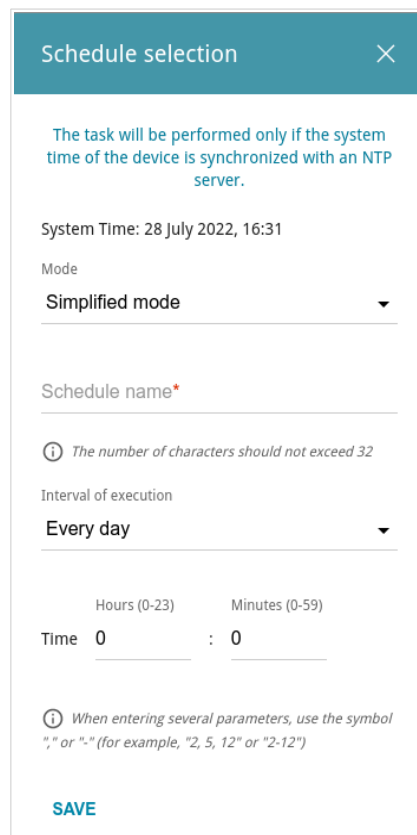 Schedule selection
The task will be performed only if the system
time of the device is synchronized with an NTP
server.
System Time: 28 July 2022, 16:31
Mode
Simplified mode
Schedule name*
The number of characters should not exceed 32
Interval of execution
Every day
Hours (0-23) Minutes (0-59)
Time 0 : 0
When entering several parameters, use the symbol
"," or "-" (for example, "2, 5, 12" or "2-12")
SAVE